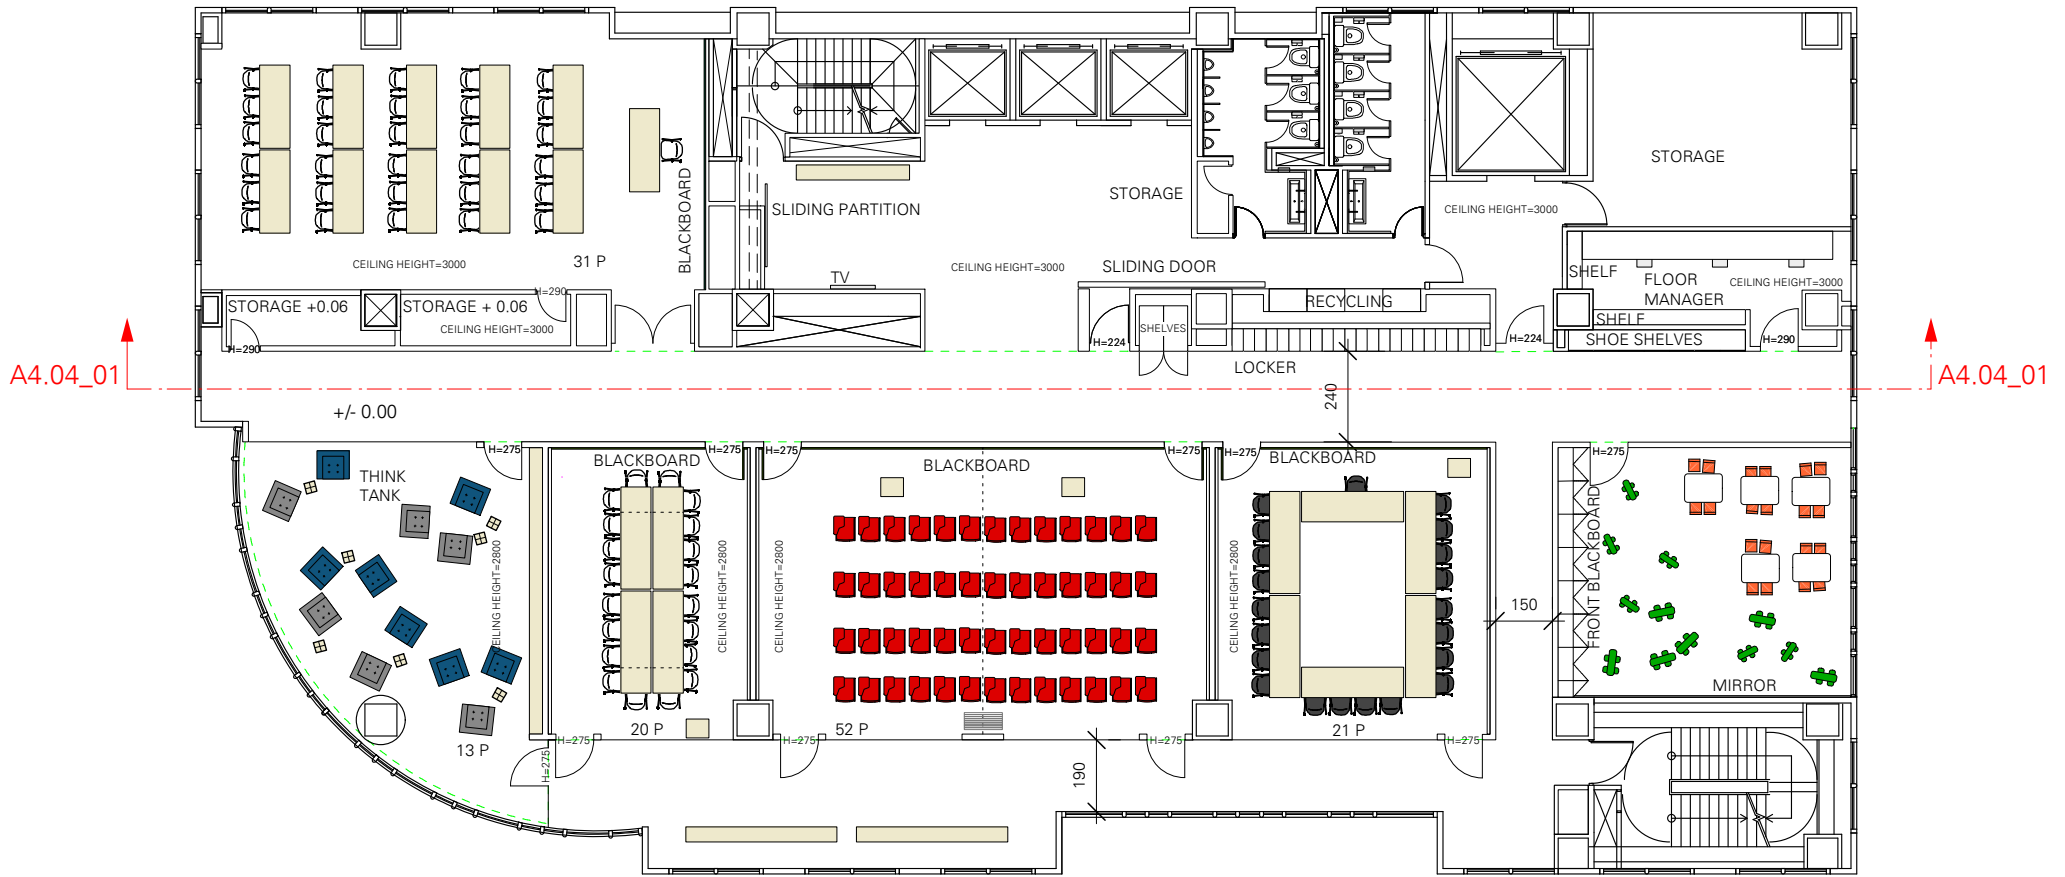 STORAGE
STORAGE
BLACKBOARD
SLIDING PARTITION
CEILING HEIGHT=3000
31 P
CEILING HEIGHT=3000
CEILING HEIGHT=3000
SLIDING DOOR
TV
SHELF
FLOOR
MANAGER
CEILING HEIGHT=3000
H=290
STORAGE +0.06
STORAGE + 0.06
CEILING HEIGHT=3000
RECYCLING
SHELVES
SHELF
SHOE SHELVES
H=290
H=224
H=224
H=290
LOCKER
A4.04_01
A4.04_01
240
+/- 0.00
H=275
H=275
H=275
H=275
H=275
H=275
BLACKBOARD
BLACKBOARD
BLACKBOARD
THINK
TANK
CEILING HEIGHT=2800
CEILING HEIGHT=2800
CEILING HEIGHT=2800
CEILING HEIGHT=2800
FRONT BLACKBOARD
150
MIRROR
20 P
52 P
21 P
13 P
H=275
H=275
H=275
H=275
H=275
190